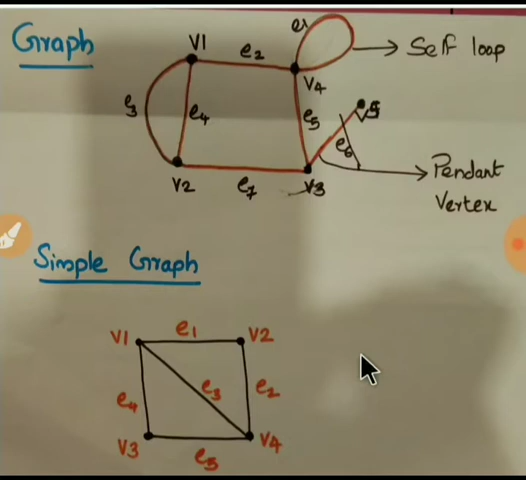 Graph
e1
Self loop
V1
e2
V4
e3
e4
e5
V5
e6
V2
e7
V3
Pendant
Vertex
Simple Graph
V1
e1
V2
e4
e3
e2
V3
e5
V4